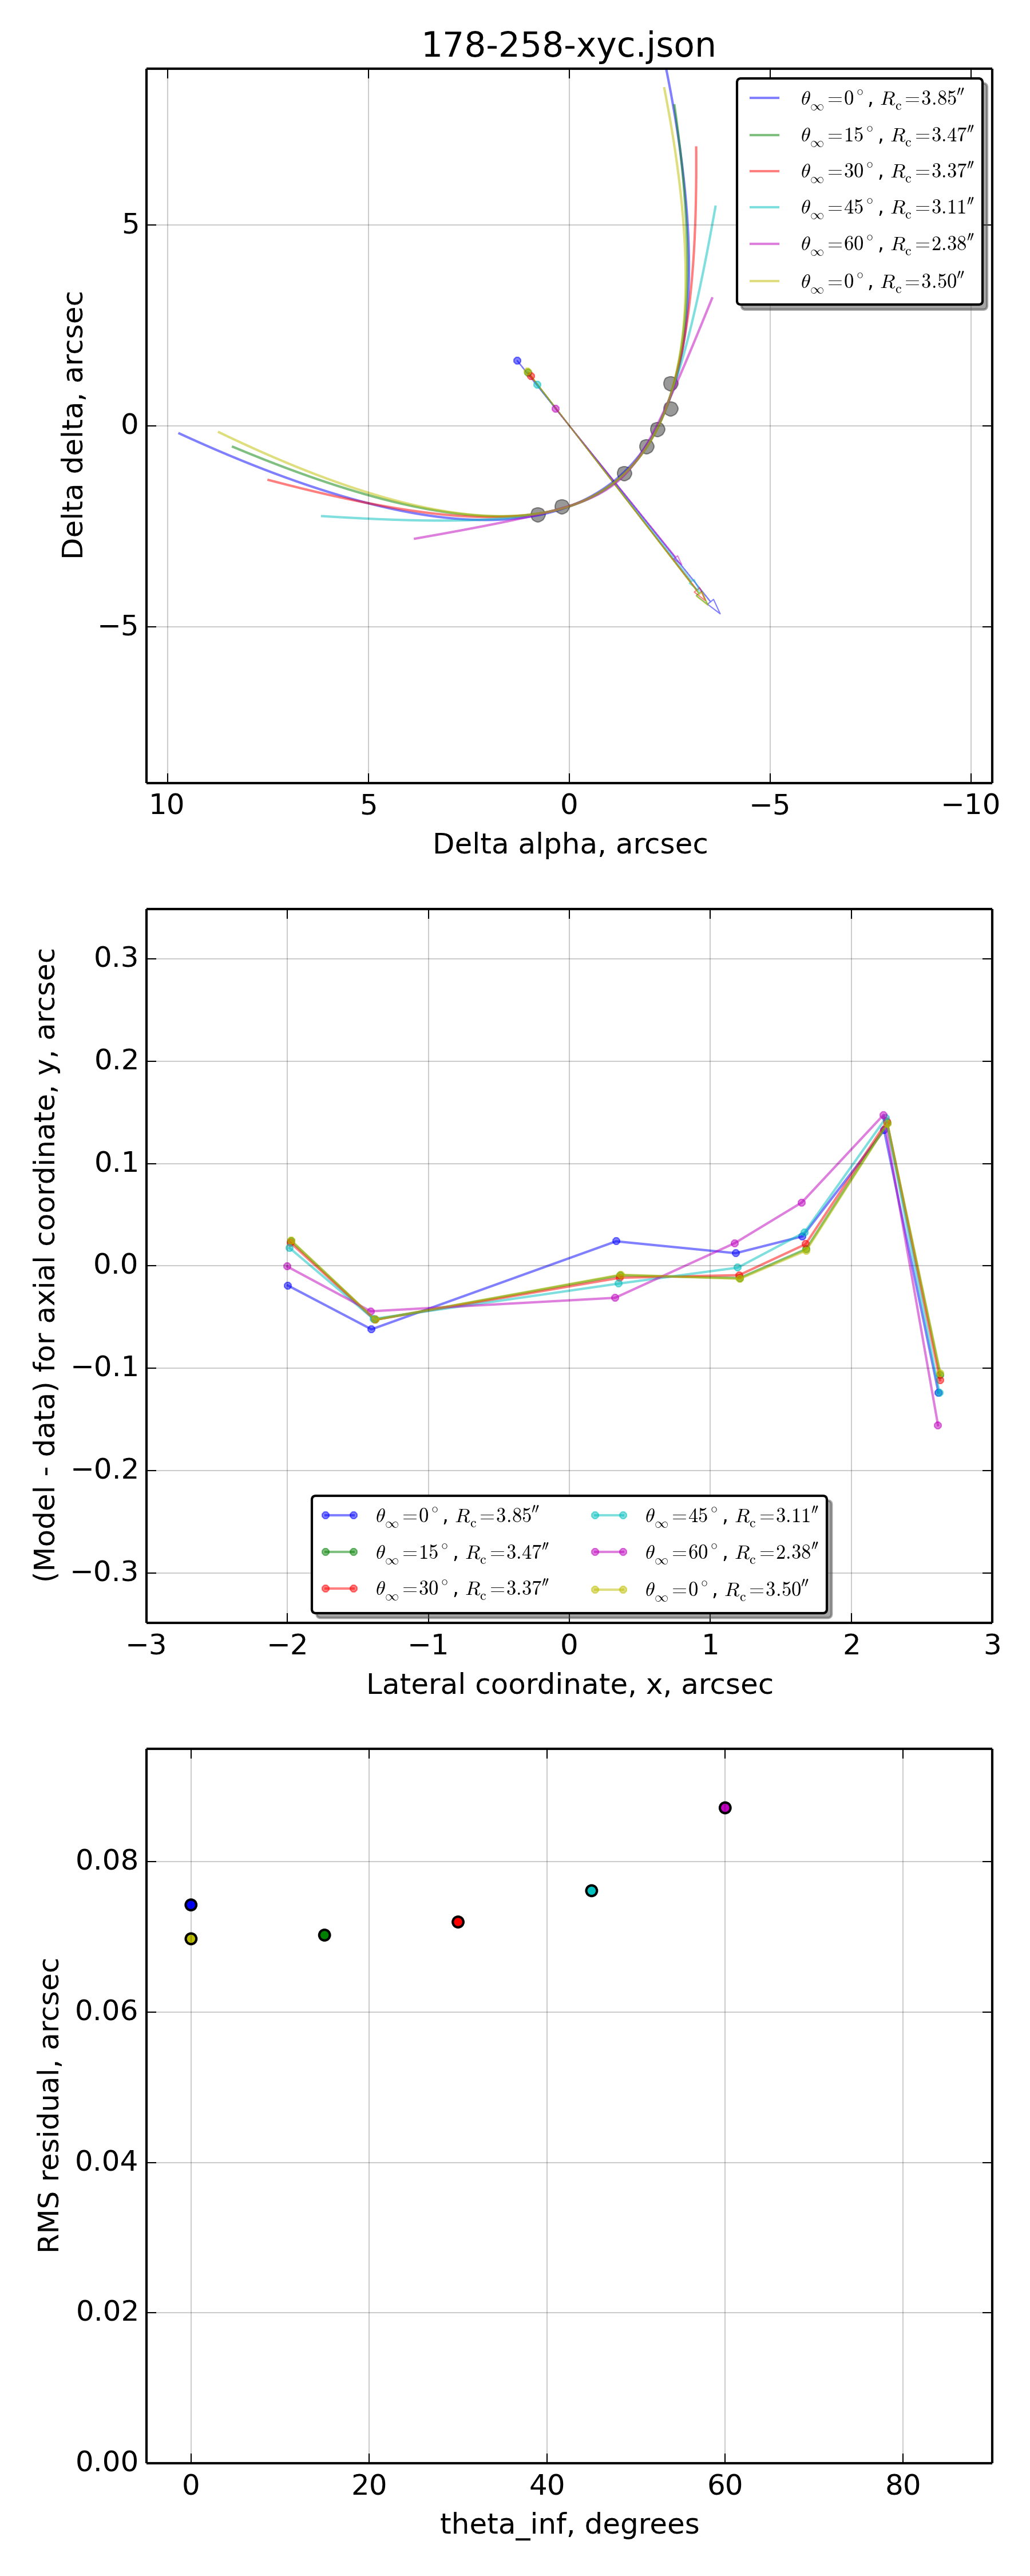 178-258-xyc.json
θ∞=0°, Rc=3.85″
θ∞=15°, Rc=3.47″
θ∞=30°, Rc=3.37″
θ∞=45°, Rc=3.11″
θ∞=60°, Rc=2.38″
θ∞=0°, Rc=3.50″
5
0
−5
Delta delta, arcsec
10 5 0 −5 −10
Delta alpha, arcsec
0.3
0.2
0.1
0.0
−0.1
−0.2
−0.3
(Model - data) for axial coordinate, y, arcsec
θ∞=0°, Rc=3.85″ θ∞=45°, Rc=3.11″
θ∞=15°, Rc=3.47″ θ∞=60°, Rc=2.38″
θ∞=30°, Rc=3.37″ θ∞=0°, Rc=3.50″
−3 −2 −1 0 1 2 3
Lateral coordinate, x, arcsec
0.08
0.06
0.04
0.02
0.00
RMS residual, arcsec
0 20 40 60 80
theta_inf, degrees